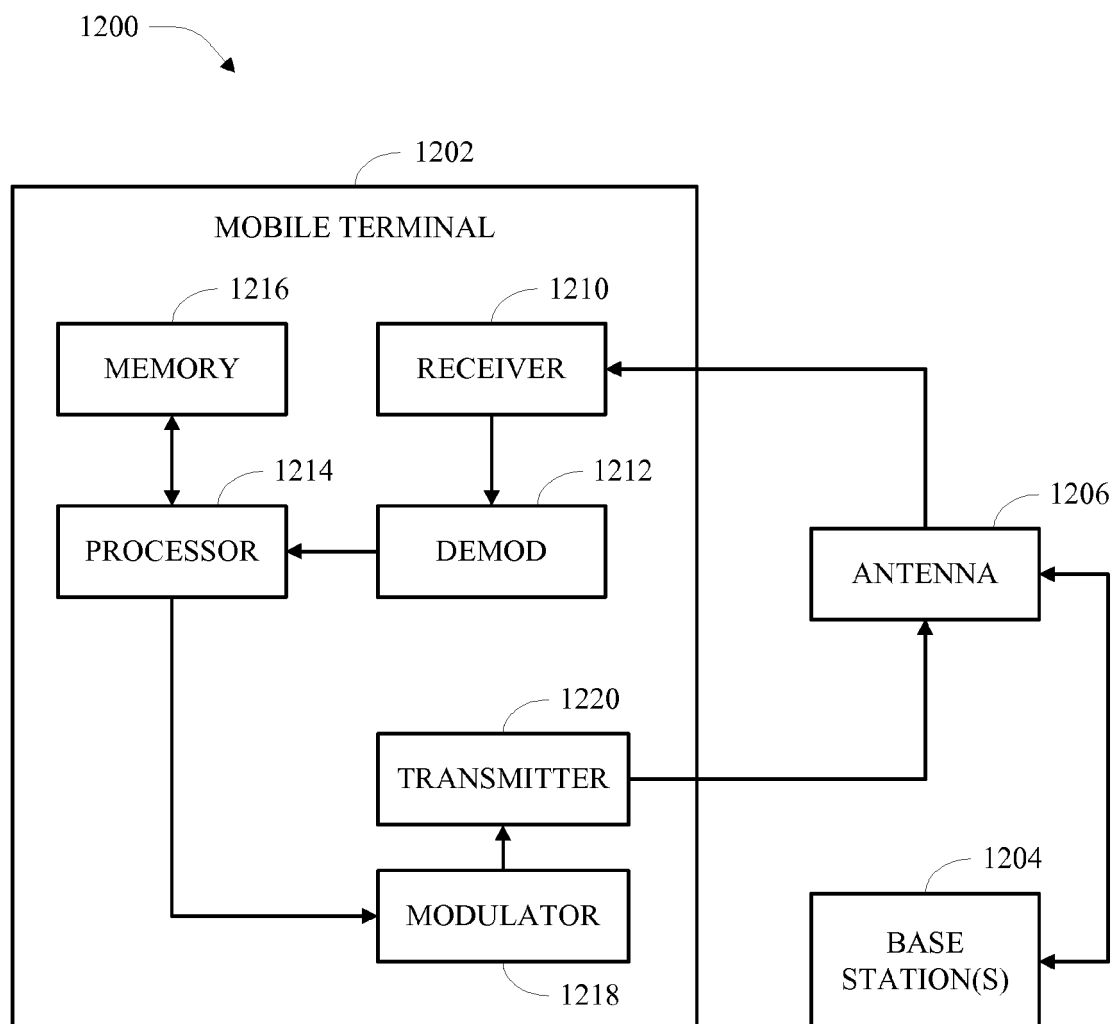 1200
1202
MOBILE TERMINAL
1216
1210
MEMORY
RECEIVER
1214
1212
1206
PROCESSOR
DEMOD
ANTENNA
1220
TRANSMITTER
1204
MODULATOR
BASE
STATION(S)
1218